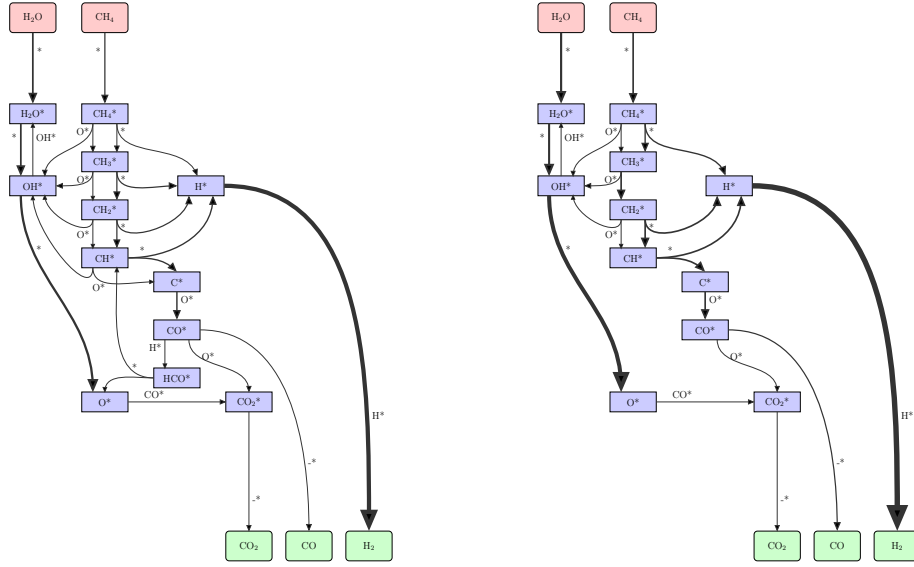 H₂O
CH₄
*
*
H₂O*
CH₄*
*
OH*
O*
*
CH₃*
OH*
O*
*
H*
CH₂*
*
O*
*
CH*
*
O*
C*
O*
CO*
H*
O*
*
HCO*
O*
CO*
CO₂*
H*
-*
-*
CO₂
CO
H₂
H₂O
CH₄
*
*
H₂O*
CH₄*
*
OH*
O*
*
CH₃*
OH*
O*
H*
CH₂*
*
O*
*
CH*
*
C*
O*
CO*
O*
O*
CO*
CO₂*
H*
-*
-*
CO₂
CO
H₂